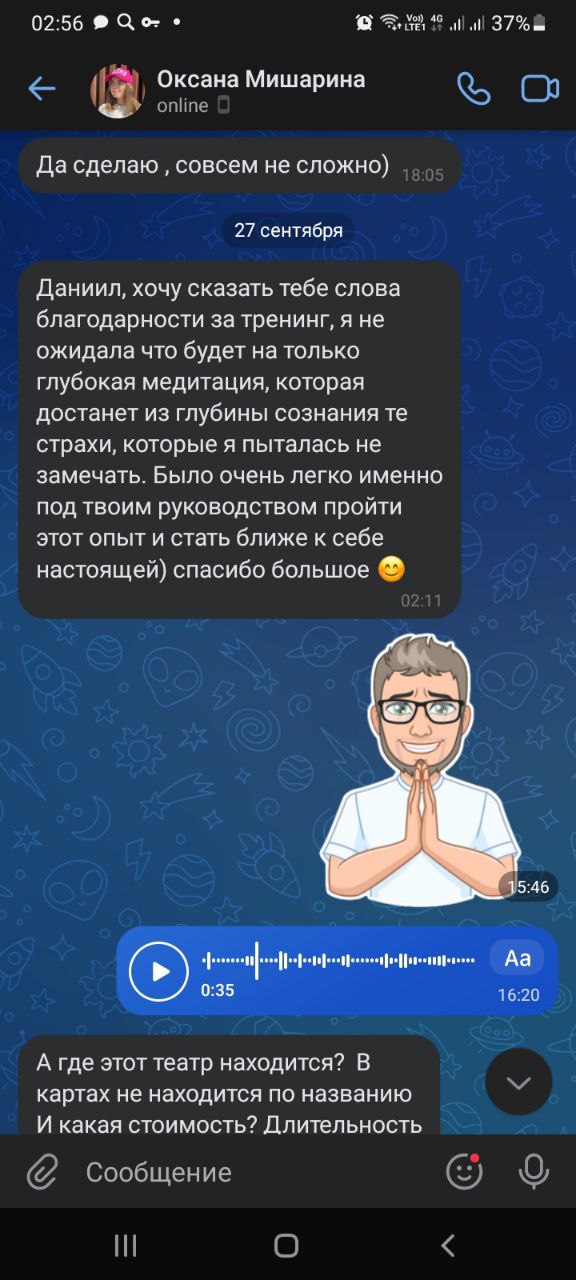 02:56
Vo)) 4G
LTE1
37%
Оксана Мишарина
online
Да сделаю , совсем не сложно)
18:05
27 сентября
Даниил, хочу сказать тебе слова
благодарности за тренинг, я не
ожидала что будет на только
глубокая медитация, которая
достанет из глубины сознания те
страхи, которые я пыталась не
замечать. Было очень легко именно
под твоим руководством пройти
этот опыт и стать ближе к себе
настоящей) спасибо большое 😊
02:11
15:46
0:35
Aa
16:20
А где этот театр находится?  В
картах не находится по названию
И какая стоимость? Длительность
Сообщение